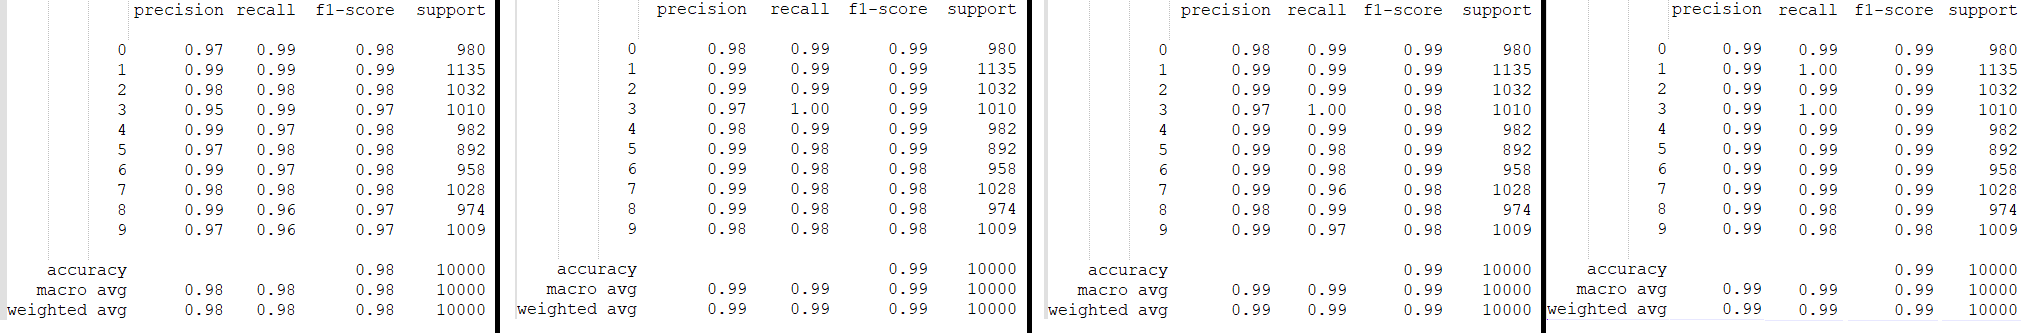 precision recall f1-score support
0 0.97 0.99 0.98 980
1 0.99 0.99 0.99 1135
2 0.98 0.98 0.98 1032
3 0.95 0.99 0.97 1010
4 0.99 0.97 0.98 982
5 0.97 0.98 0.98 892
6 0.99 0.97 0.98 958
7 0.98 0.98 0.98 1028
8 0.99 0.96 0.97 974
9 0.97 0.96 0.97 1009
accuracy 0.98 10000
macro avg 0.98 0.98 0.98 10000
weighted avg 0.98 0.98 0.98 10000
precision recall f1-score support
0 0.98 0.99 0.99 980
1 0.99 0.99 0.99 1135
2 0.99 0.99 0.99 1032
3 0.97 1.00 0.99 1010
4 0.98 0.99 0.99 982
5 0.99 0.98 0.99 892
6 0.99 0.98 0.98 958
7 0.99 0.98 0.98 1028
8 0.99 0.98 0.98 974
9 0.98 0.98 0.98 1009
accuracy 0.99 10000
macro avg 0.99 0.99 0.99 10000
weighted avg 0.99 0.99 0.99 10000
precision recall f1-score support
0 0.98 0.99 0.99 980
1 0.99 0.99 0.99 1135
2 0.99 0.99 0.99 1032
3 0.97 1.00 0.98 1010
4 0.99 0.99 0.99 982
5 0.99 0.98 0.99 892
6 0.99 0.98 0.99 958
7 0.99 0.96 0.98 1028
8 0.98 0.99 0.98 974
9 0.99 0.97 0.98 1009
accuracy 0.99 10000
macro avg 0.99 0.99 0.99 10000
weighted avg 0.99 0.99 0.99 10000
precision recall f1-score support
0 0.99 0.99 0.99 980
1 0.99 1.00 0.99 1135
2 0.99 0.99 0.99 1032
3 0.99 1.00 0.99 1010
4 0.99 0.99 0.99 982
5 0.99 0.99 0.99 892
6 0.99 0.99 0.99 958
7 0.99 0.99 0.99 1028
8 0.99 0.98 0.99 974
9 0.99 0.98 0.98 1009
accuracy 0.99 10000
macro avg 0.99 0.99 0.99 10000
weighted avg 0.99 0.99 0.99 10000